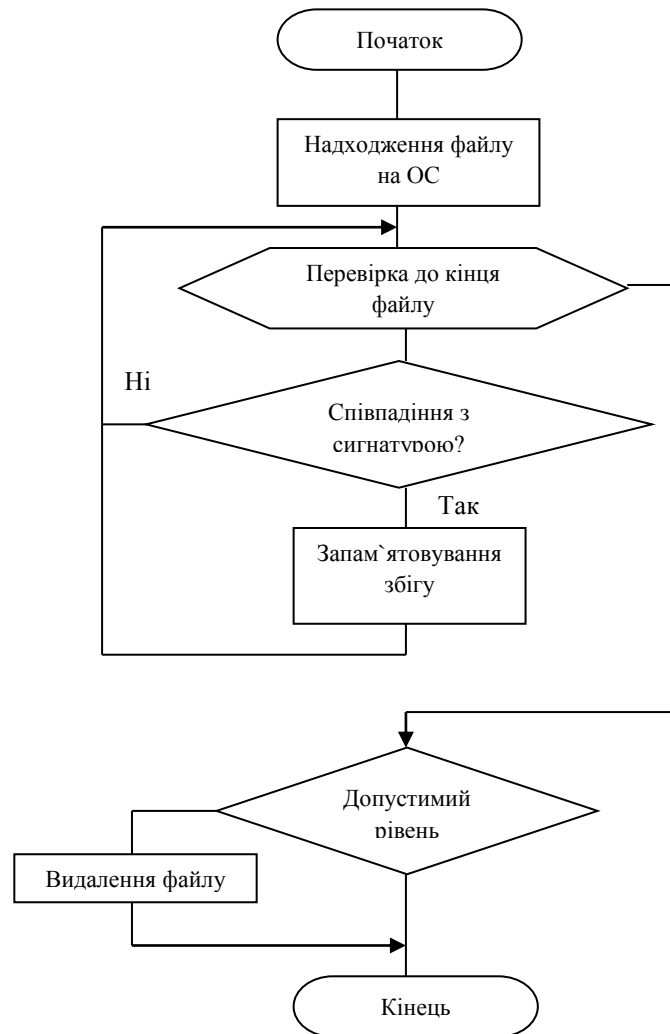 Початок
Надходження файлу
на ОС
Перевірка до кінця
файлу
Ні
Співпадіння з
сигнатурою?
Так
Запам`ятовування
збігу
Допустимий
рівень
Видалення файлу
Кінець